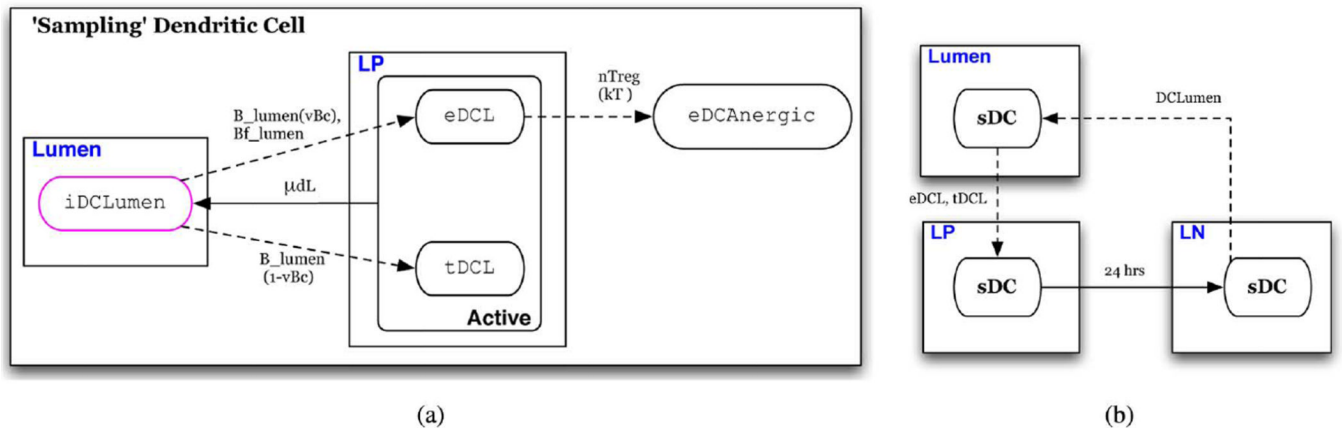 'Sampling' Dendritic Cell
LP
B_lumen(vBc),
Bf_lumen
eDCL
nTreg
(kT )
eDCAnergic
Lumen
iDCLumen
μdL
B_lumen
(1-vBc)
tDCL
Active
(a)
Lumen
sDC
DCLumen
eDCL, tDCL
LP
sDC
24 hrs
LN
sDC
(b)